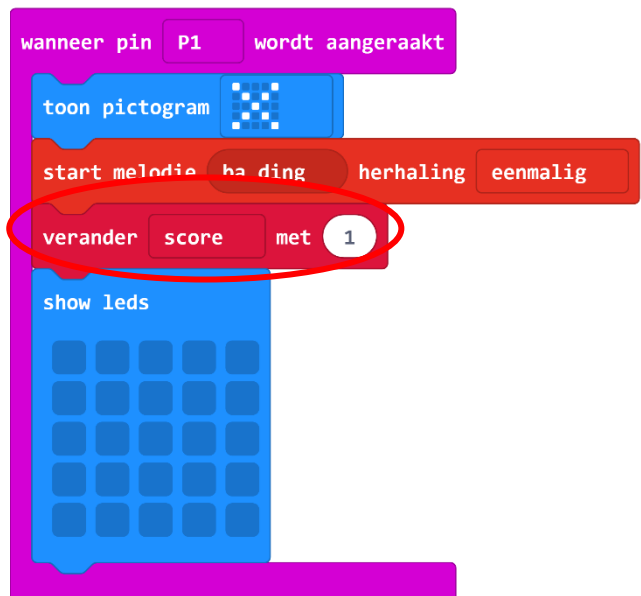 wanneer pin P1 wordt aangeraakt
toon pictogram
start melodie ba ding herhaling eenmalig
verander score met 1
show leds